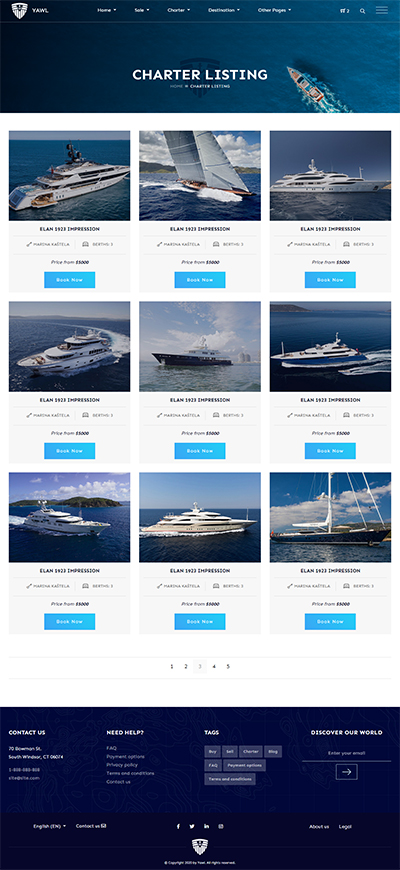 YAWL
Home Sale Charter Destination Other Pages 2
CHARTER LISTING
HOME CHARTER LISTING
ELAN 1923 IMPRESSION ELAN 1923 IMPRESSION ELAN 1923 IMPRESSION
MARINA KAŠTELA BERTHS: 3 MARINA KAŠTELA BERTHS: 3 MARINA KAŠTELA BERTHS: 3
Price from $5000 Price from $5000 Price from $5000
Book Now Book Now Book Now
ELAN 1923 IMPRESSION ELAN 1923 IMPRESSION ELAN 1923 IMPRESSION
MARINA KAŠTELA BERTHS: 3 MARINA KAŠTELA BERTHS: 3 MARINA KAŠTELA BERTHS: 3
Price from $5000 Price from $5000 Price from $5000
Book Now Book Now Book Now
ELAN 1923 IMPRESSION ELAN 1923 IMPRESSION ELAN 1923 IMPRESSION
MARINA KAŠTELA BERTHS: 3 MARINA KAŠTELA BERTHS: 3 MARINA KAŠTELA BERTHS: 3
Price from $5000 Price from $5000 Price from $5000
Book Now Book Now Book Now
1 2 3 4 5
CONTACT US
70 Bowman St.
South Windsor, CT 06074
1-888-888-888
site@site.com
NEED HELP?
FAQ
Payment options
Privacy policy
Terms and conditions
Contact us
TAGS
Buy Sell Charter Blog
FAQ Payment options
Terms and conditions
DISCOVER OUR WORLD
Enter your email
English (EN) Contact us About us Legal
© Copyright 2020 by Yawl. All rights reserved.